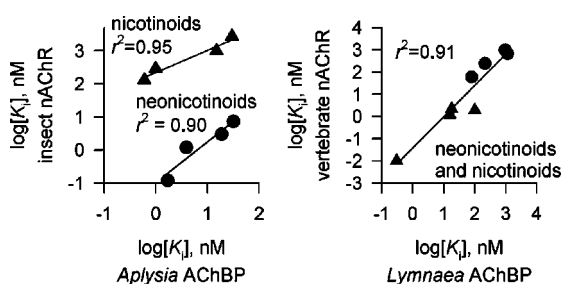 nicotinoids
r²=0.95
neonicotinoids
r² = 0.90
log[Kᵢ], nM
insect nAChR
3
2
1
0
-1
-1
0
1
2
log[Kᵢ], nM
Aplysia AChBP
r²=0.91
neonicotinoids
and nicotinoids
log[Kᵢ], nM
vertebrate nAChR
4
3
2
1
0
-1
-2
-3
-1
0
1
2
3
4
log[Kᵢ], nM
Lymnaea AChBP